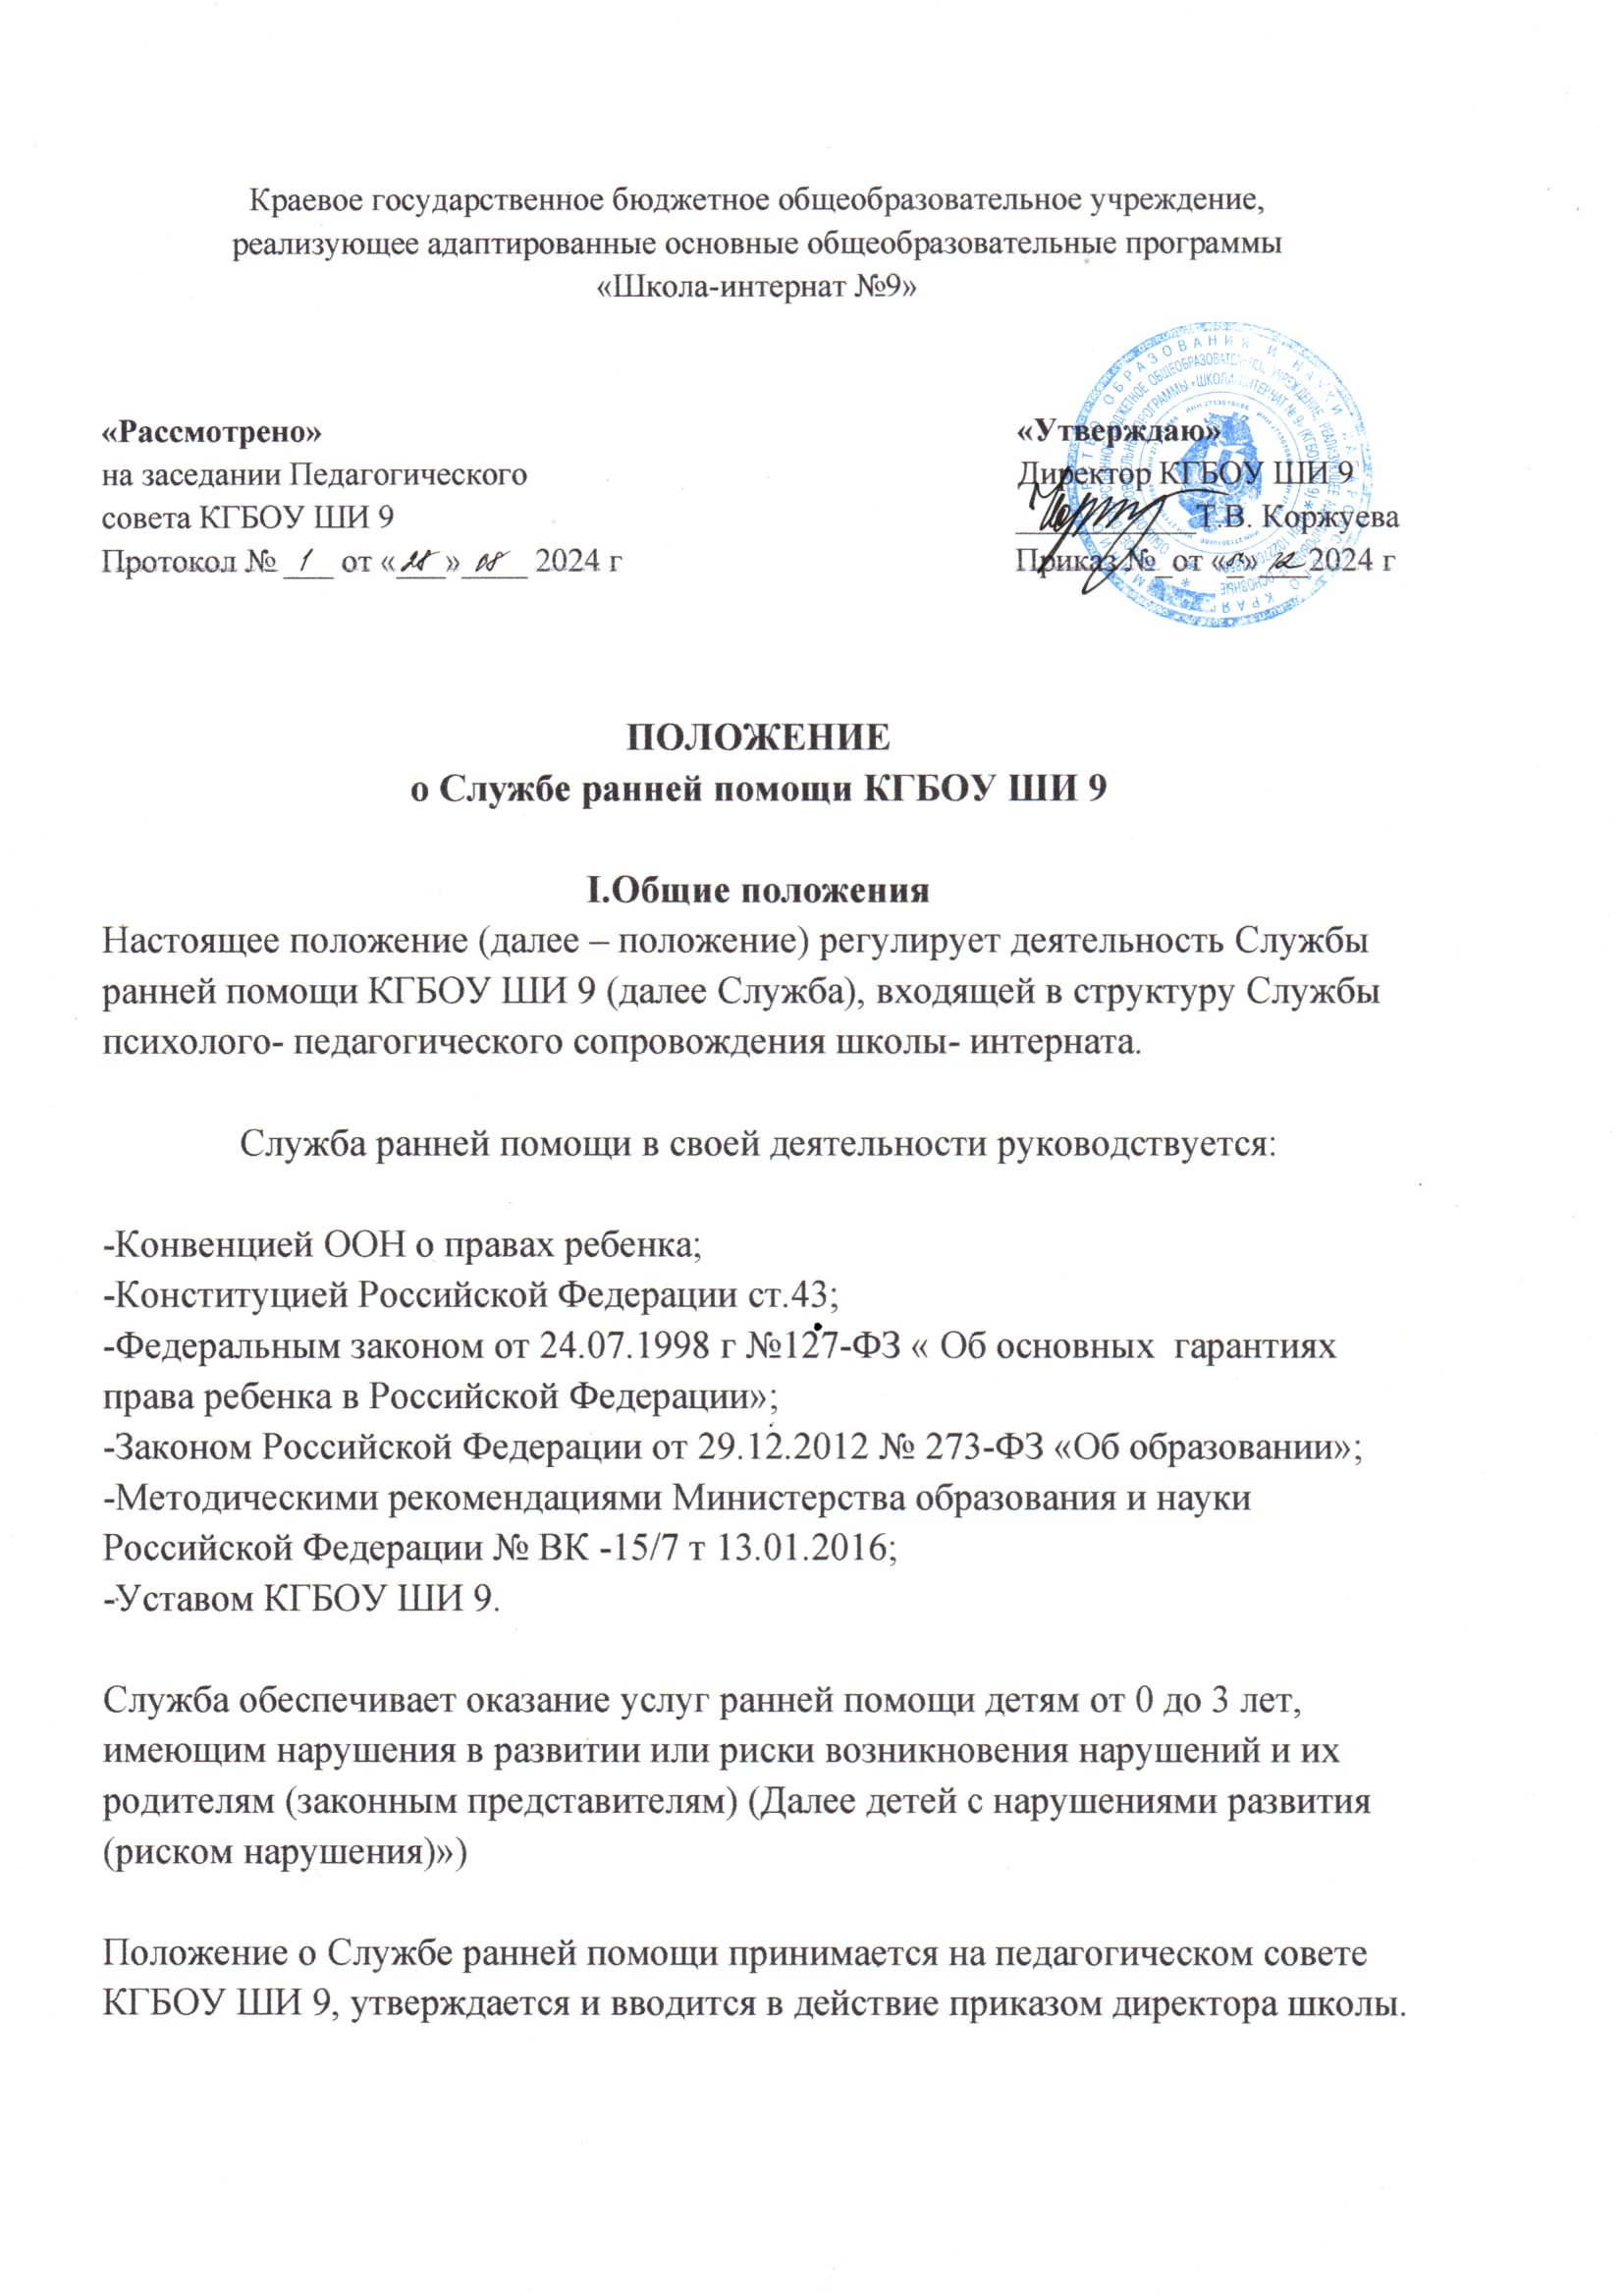 Краевое государственное бюджетное общеобразовательное учреждение,
реализующее адаптированные основные общеобразовательные программы
«Школа-интернат №9»
«Рассмотрено»
на заседании Педагогического
совета КГБОУ ШИ 9
Протокол № 1 от «28» 08 2024 г
«Утверждаю»
Директор КГБОУ ШИ 9
Т.В. Коржуева
Приказ № от « » 2024 г
ПОЛОЖЕНИЕ
о Службе ранней помощи КГБОУ ШИ 9
I.Общие положения
Настоящее положение (далее – положение) регулирует деятельность Службы
ранней помощи КГБОУ ШИ 9 (далее Служба), входящей в структуру Службы
психолого- педагогического сопровождения школы- интерната.
Служба ранней помощи в своей деятельности руководствуется:
-Конвенцией ООН о правах ребенка;
-Конституцией Российской Федерации ст.43;
-Федеральным законом от 24.07.1998 г №127-ФЗ « Об основных  гарантиях
права ребенка в Российской Федерации»;
-Законом Российской Федерации от 29.12.2012 № 273-ФЗ «Об образовании»;
-Методическими рекомендациями Министерства образования и науки
Российской Федерации № ВК -15/7 т 13.01.2016;
-Уставом КГБОУ ШИ 9.
Служба обеспечивает оказание услуг ранней помощи детям от 0 до 3 лет,
имеющим нарушения в развитии или риски возникновения нарушений и их
родителям (законным представителям) (Далее детей с нарушениями развития
(риском нарушения)»)
Положение о Службе ранней помощи принимается на педагогическом совете
КГБОУ ШИ 9, утверждается и вводится в действие приказом директора школы.